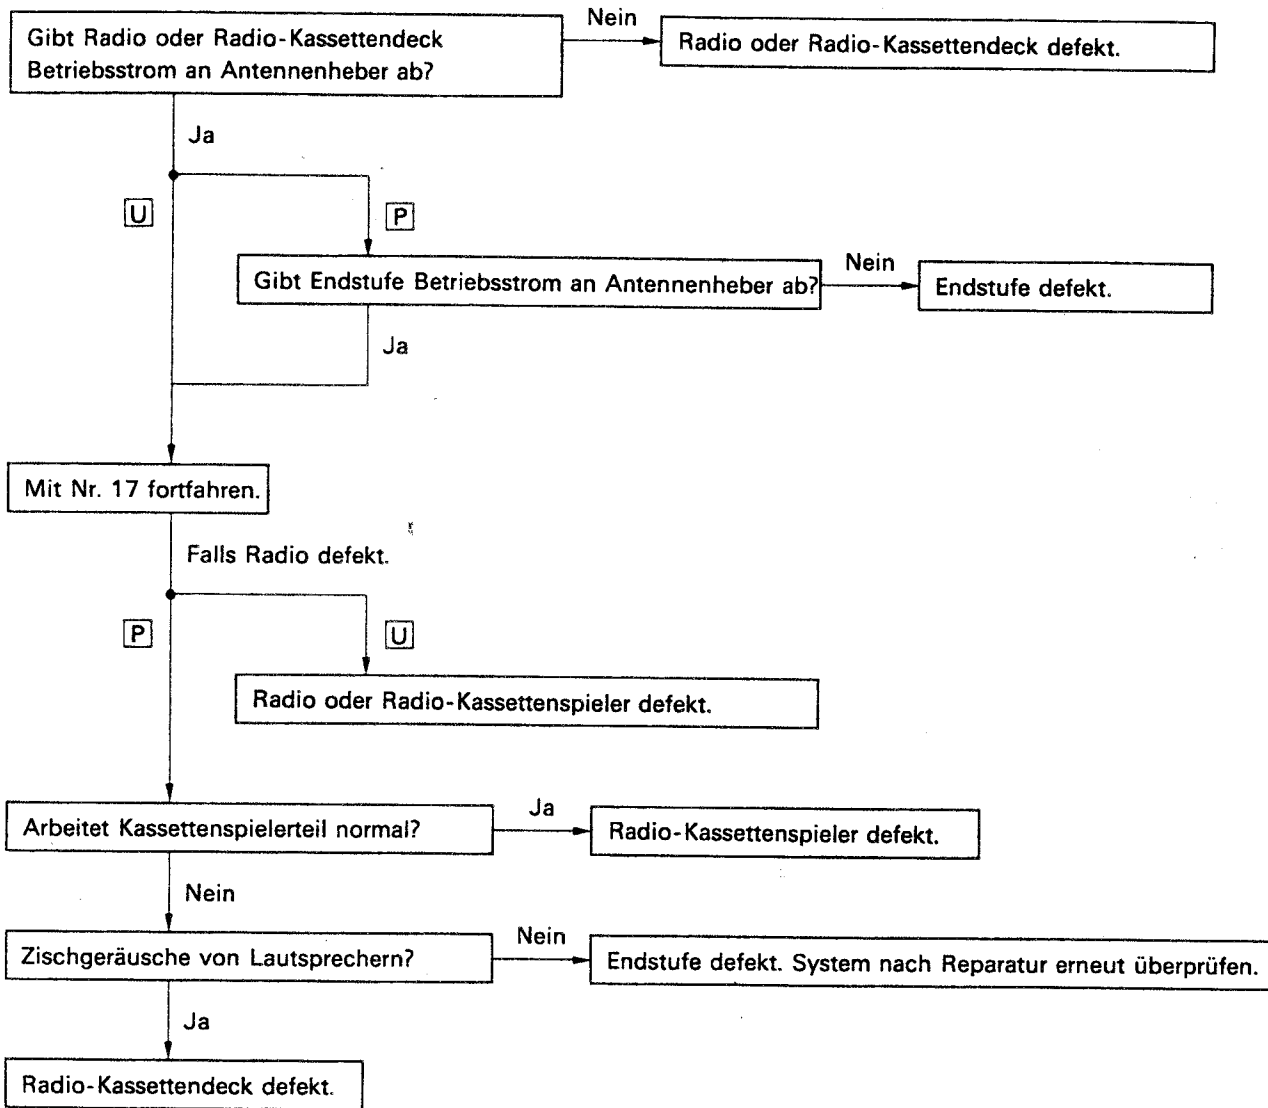 Gibt Radio oder Radio-Kassettendeck
Betriebsstrom an Antennenheber ab?
Nein
Radio oder Radio-Kassettendeck defekt.
Ja
U
P
Gibt Endstufe Betriebsstrom an Antennenheber ab?
Nein
Endstufe defekt.
Ja
Mit Nr. 17 fortfahren.
Falls Radio defekt.
P
U
Radio oder Radio-Kassettenspieler defekt.
Arbeitet Kassettenspielerteil normal?
Ja
Radio-Kassettenspieler defekt.
Nein
Zischgeräusche von Lautsprechern?
Nein
Endstufe defekt. System nach Reparatur erneut überprüfen.
Ja
Radio-Kassettendeck defekt.